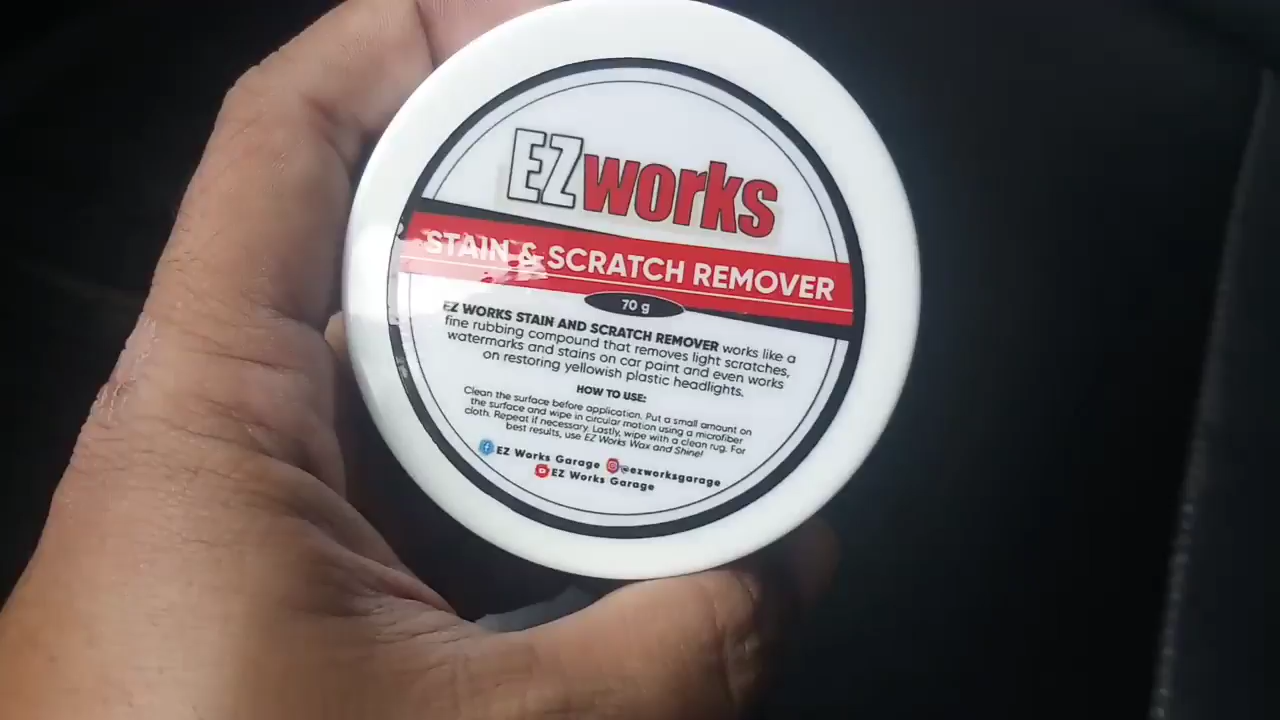 EZworks
STAIN & SCRATCH REMOVER
70 g
EZ WORKS STAIN AND SCRATCH REMOVER works like a
fine rubbing compound that removes light scratches,
watermarks and stains on car paint and even works
on restoring yellowish plastic headlights.
HOW TO USE:
Clean the surface before application. Put a small amount on
the surface and wipe in circular motion using a microfiber
cloth. Repeat if necessary. Lastly, wipe with a clean rug. For
best results, use EZ Works Wax and Shine!
EZ Works Garage @ezworksgarage
EZ Works Garage